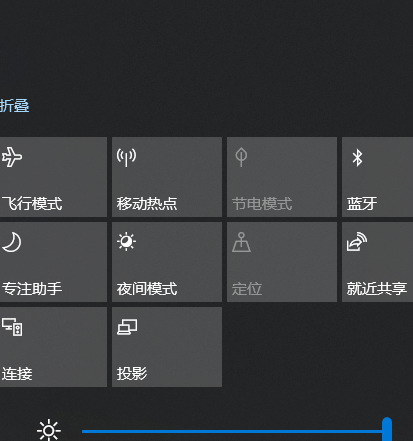 折叠
飞行模式
移动热点
节电模式
蓝牙
专注助手
夜间模式
定位
就近共享
连接
投影